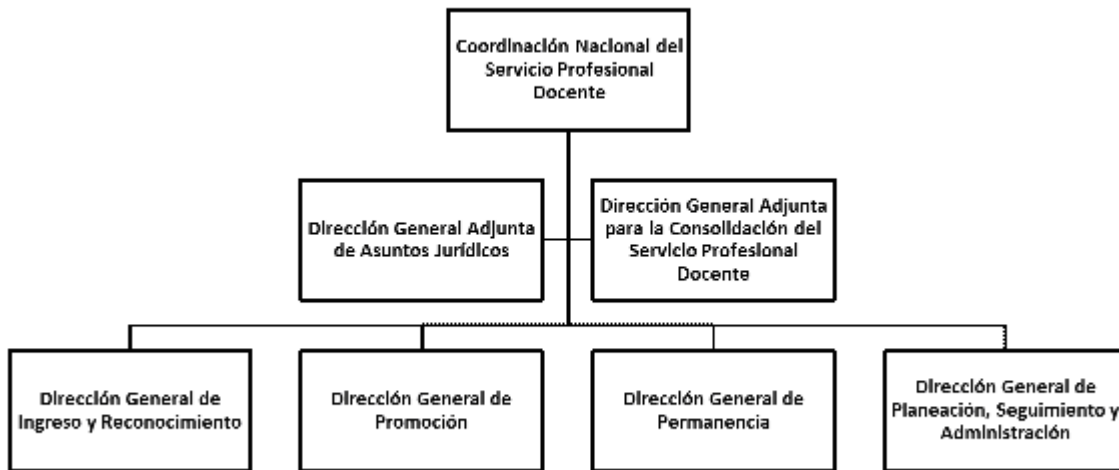 Coordinación Nacional del
Servicio Profesional
Docente
Dirección General Adjunta
de Asuntos Jurídicos
Dirección General Adjunta
para la Consolidación del
Servicio Profesional
Docente
Dirección General de
Ingreso y Reconocimiento
Dirección General de
Promoción
Dirección General de
Permanencia
Dirección General de
Planeación, Seguimiento y
Administración